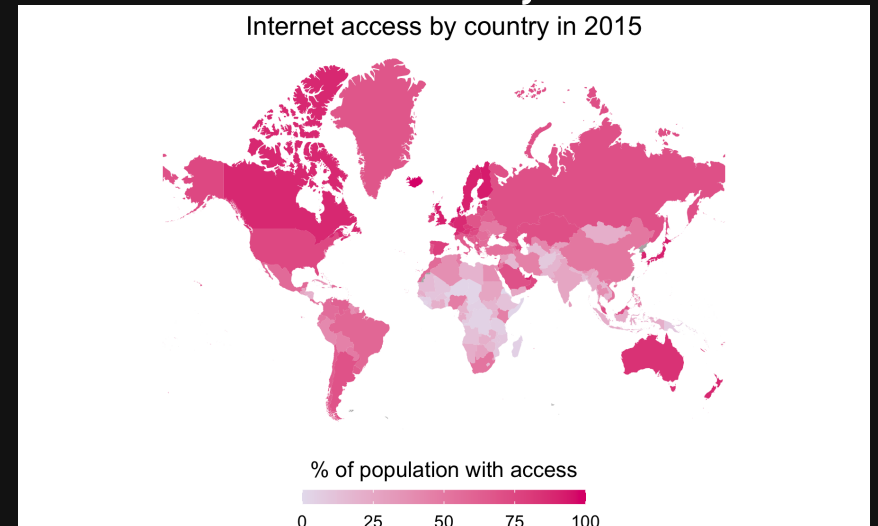 Internet access by country in 2015
% of population with access
0 25 50 75 100